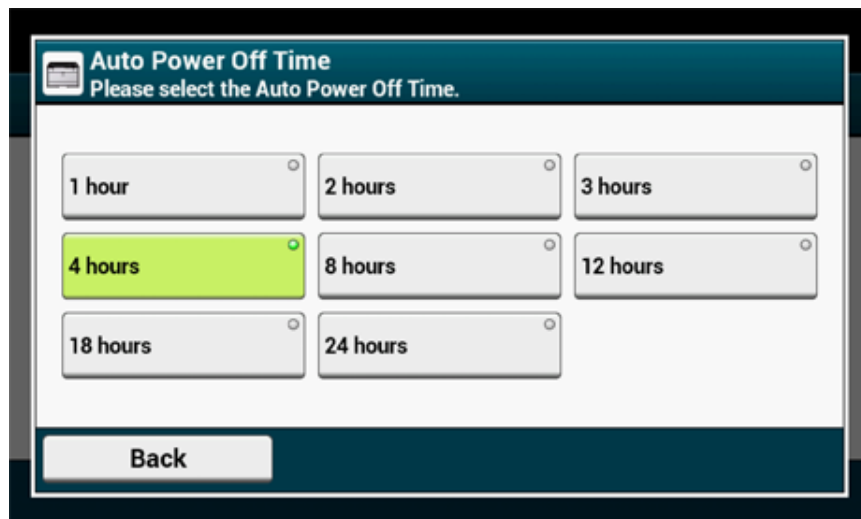 Auto Power Off Time
Please select the Auto Power Off Time.
1 hour
2 hours
3 hours
4 hours
8 hours
12 hours
18 hours
24 hours
Back